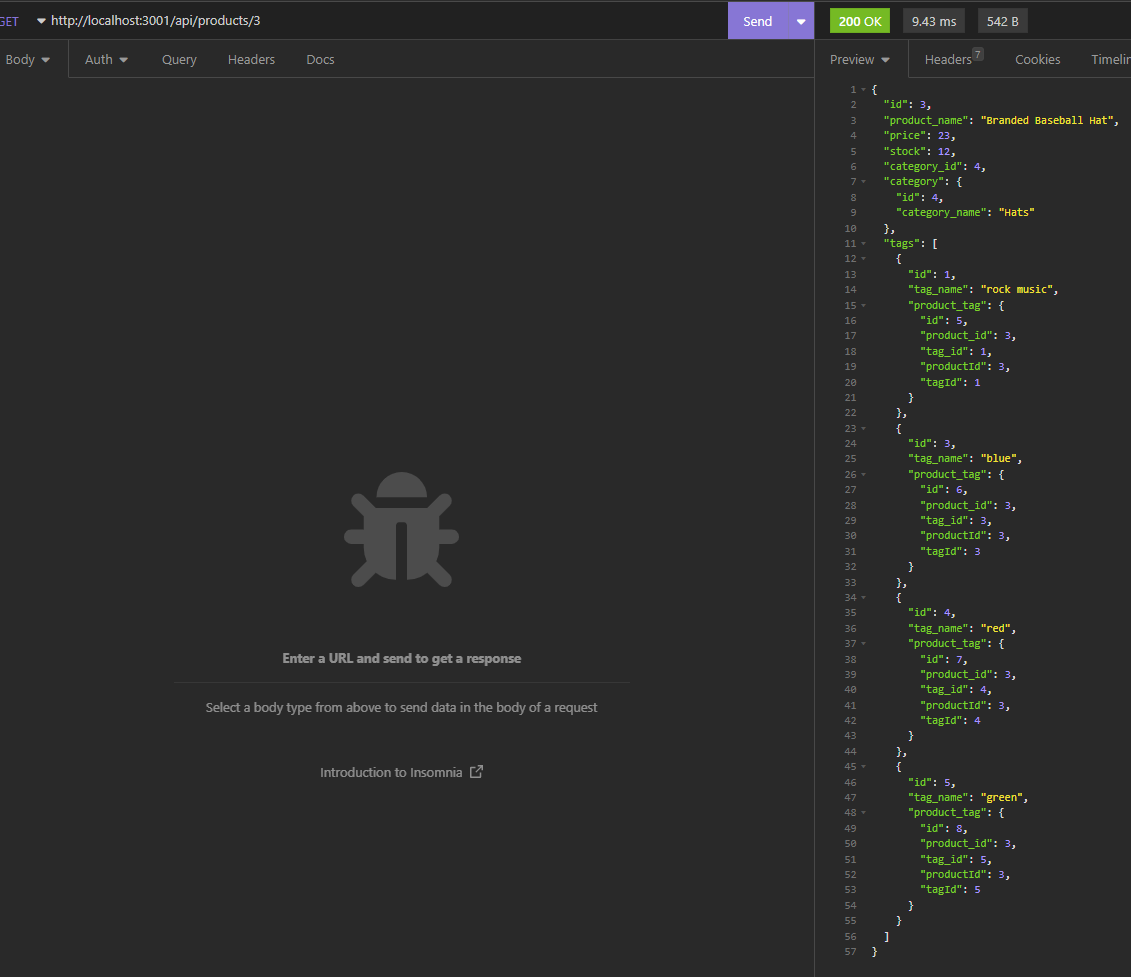 GET http://localhost:3001/api/products/3 Send 200 OK 9.43 ms 542 B
Body Auth Query Headers Docs Preview Headers 7 Cookies Timelin
1 {
2 "id": 3,
3 "product_name": "Branded Baseball Hat",
4 "price": 23,
5 "stock": 12,
6 "category_id": 4,
7 "category": {
8 "id": 4,
9 "category_name": "Hats"
10 },
11 "tags": [
12 {
13 "id": 1,
14 "tag_name": "rock music",
15 "product_tag": {
16 "id": 5,
17 "product_id": 3,
18 "tag_id": 1,
19 "productId": 3,
20 "tagId": 1
21 }
22 },
23 {
24 "id": 3,
25 "tag_name": "blue",
26 "product_tag": {
27 "id": 6,
28 "product_id": 3,
29 "tag_id": 3,
30 "productId": 3,
31 "tagId": 3
32 }
33 },
34 {
35 "id": 4,
36 "tag_name": "red",
37 "product_tag": {
38 "id": 7,
39 "product_id": 3,
40 "tag_id": 4,
41 "productId": 3,
42 "tagId": 4
43 }
44 },
45 {
46 "id": 5,
47 "tag_name": "green",
48 "product_tag": {
49 "id": 8,
50 "product_id": 3,
51 "tag_id": 5,
52 "productId": 3,
53 "tagId": 5
54 }
55 }
56 ]
57 }
Enter a URL and send to get a response
Select a body type from above to send data in the body of a request
Introduction to Insomnia